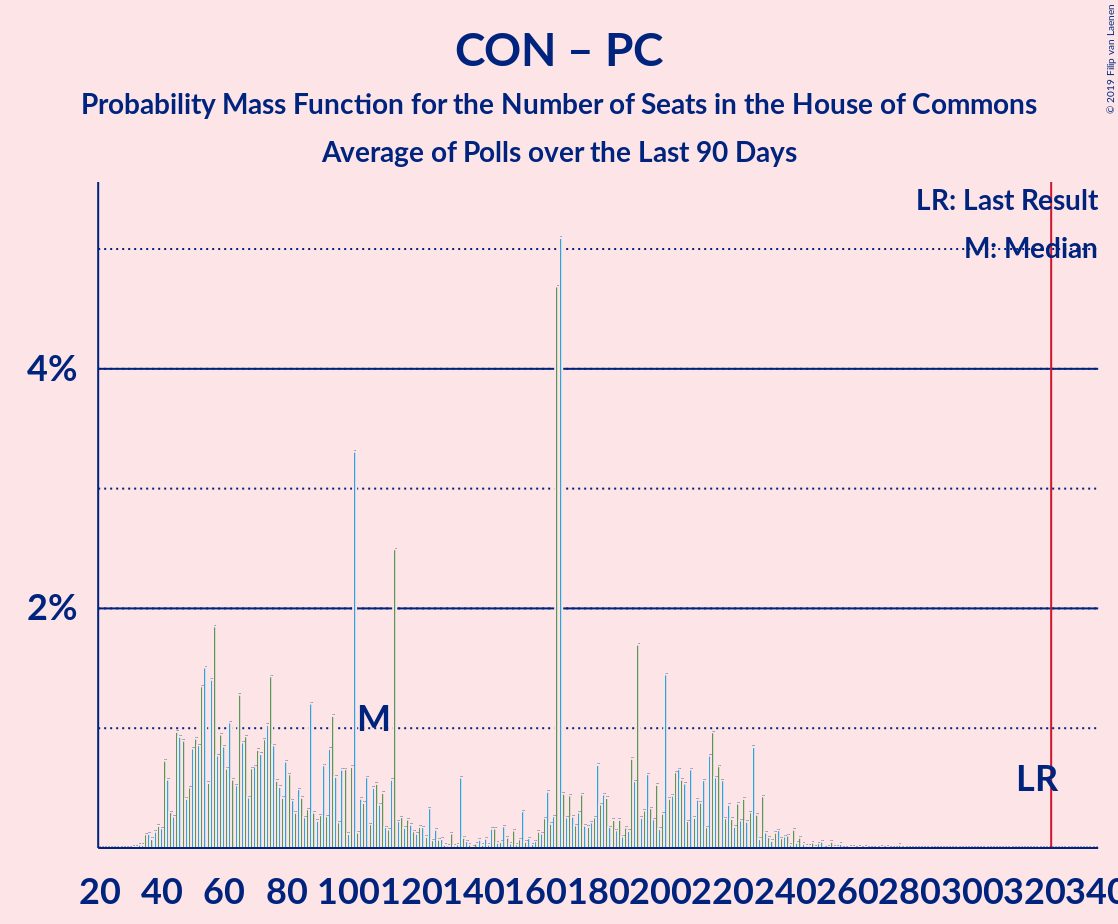 CON – PC
Probability Mass Function for the Number of Seats in the House of Commons
Average of Polls over the Last 90 Days
© 2019 Filip van Laenen
LR: Last Result
M: Median
4%
2%
M
LR
20 40 60 80 100 120 140 160 180 200 220 240 260 280 300 320 340